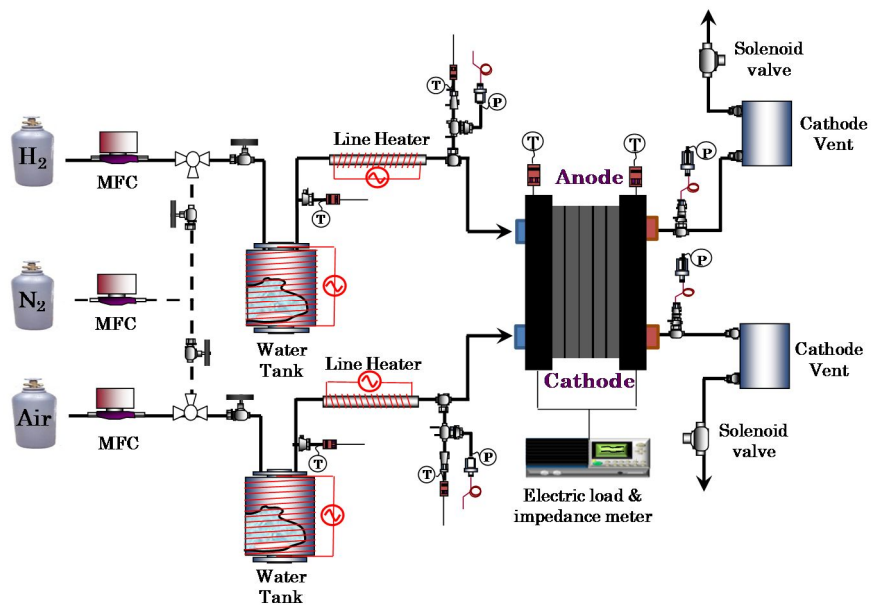 Solenoid
valve
Cathode
Vent
T
P
H2
MFC
Line Heater
T
T
T
P
Anode
N2
MFC
Water
Tank
P
Line Heater
Cathode
Cathode
Vent
Air
MFC
T
T
P
Solenoid
valve
Electric load &
impedance meter
Water
Tank